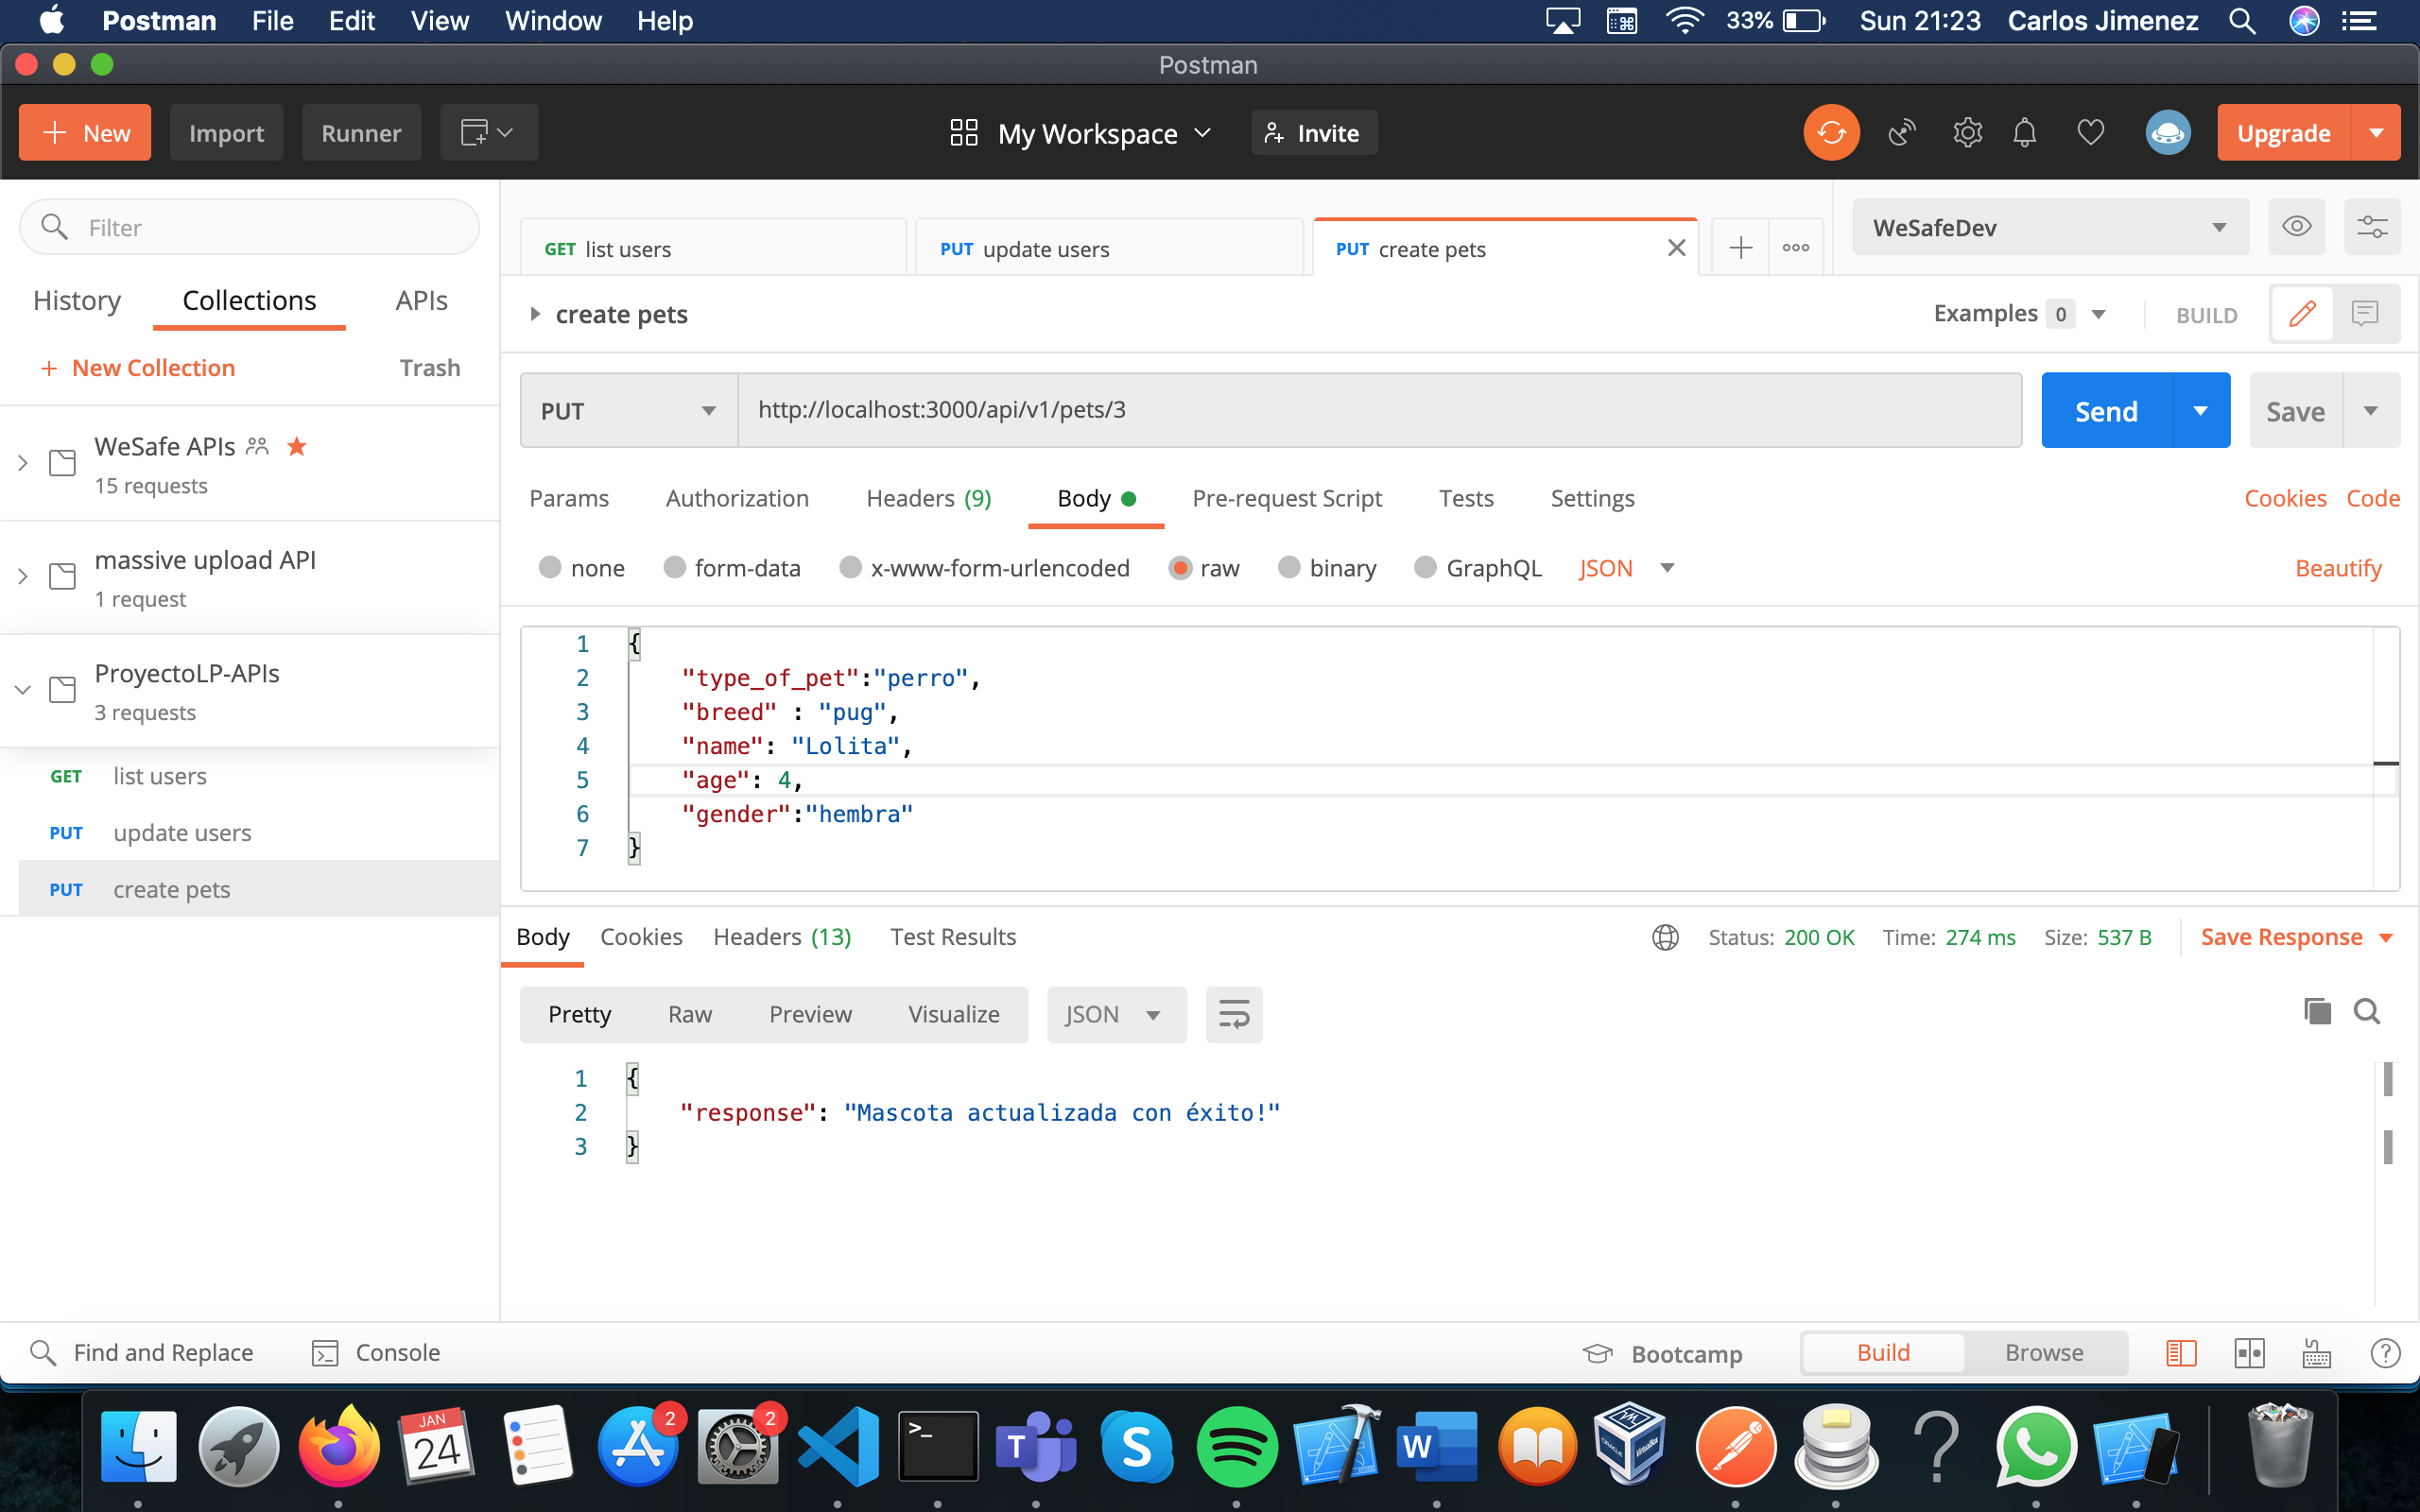 Postman File Edit View Window Help 33% Sun 21:23 Carlos Jimenez
Postman
New Import Runner My Workspace Invite Upgrade
Filter
GET list users PUT update users PUT create pets WeSafeDev
History Collections APIs
create pets Examples 0 BUILD
+ New Collection Trash
PUT http://localhost:3000/api/v1/pets/3 Send Save
WeSafe APIs
15 requests
massive upload API
1 request
ProyectoLP-APIs
3 requests
GET list users
PUT update users
PUT create pets
Params Authorization Headers (9) Body Pre-request Script Tests Settings Cookies Code
none form-data x-www-form-urlencoded raw binary GraphQL JSON Beautify
1 {
2 "type_of_pet":"perro",
3 "breed" : "pug",
4 "name": "Lolita",
5 "age": 4,
6 "gender":"hembra"
7 }
Body Cookies Headers (13) Test Results Status: 200 OK Time: 274 ms Size: 537 B Save Response
Pretty Raw Preview Visualize JSON
1 {
2 "response": "Mascota actualizada con éxito!"
3 }
Find and Replace Console Bootcamp Build Browse
JAN
24
2
2